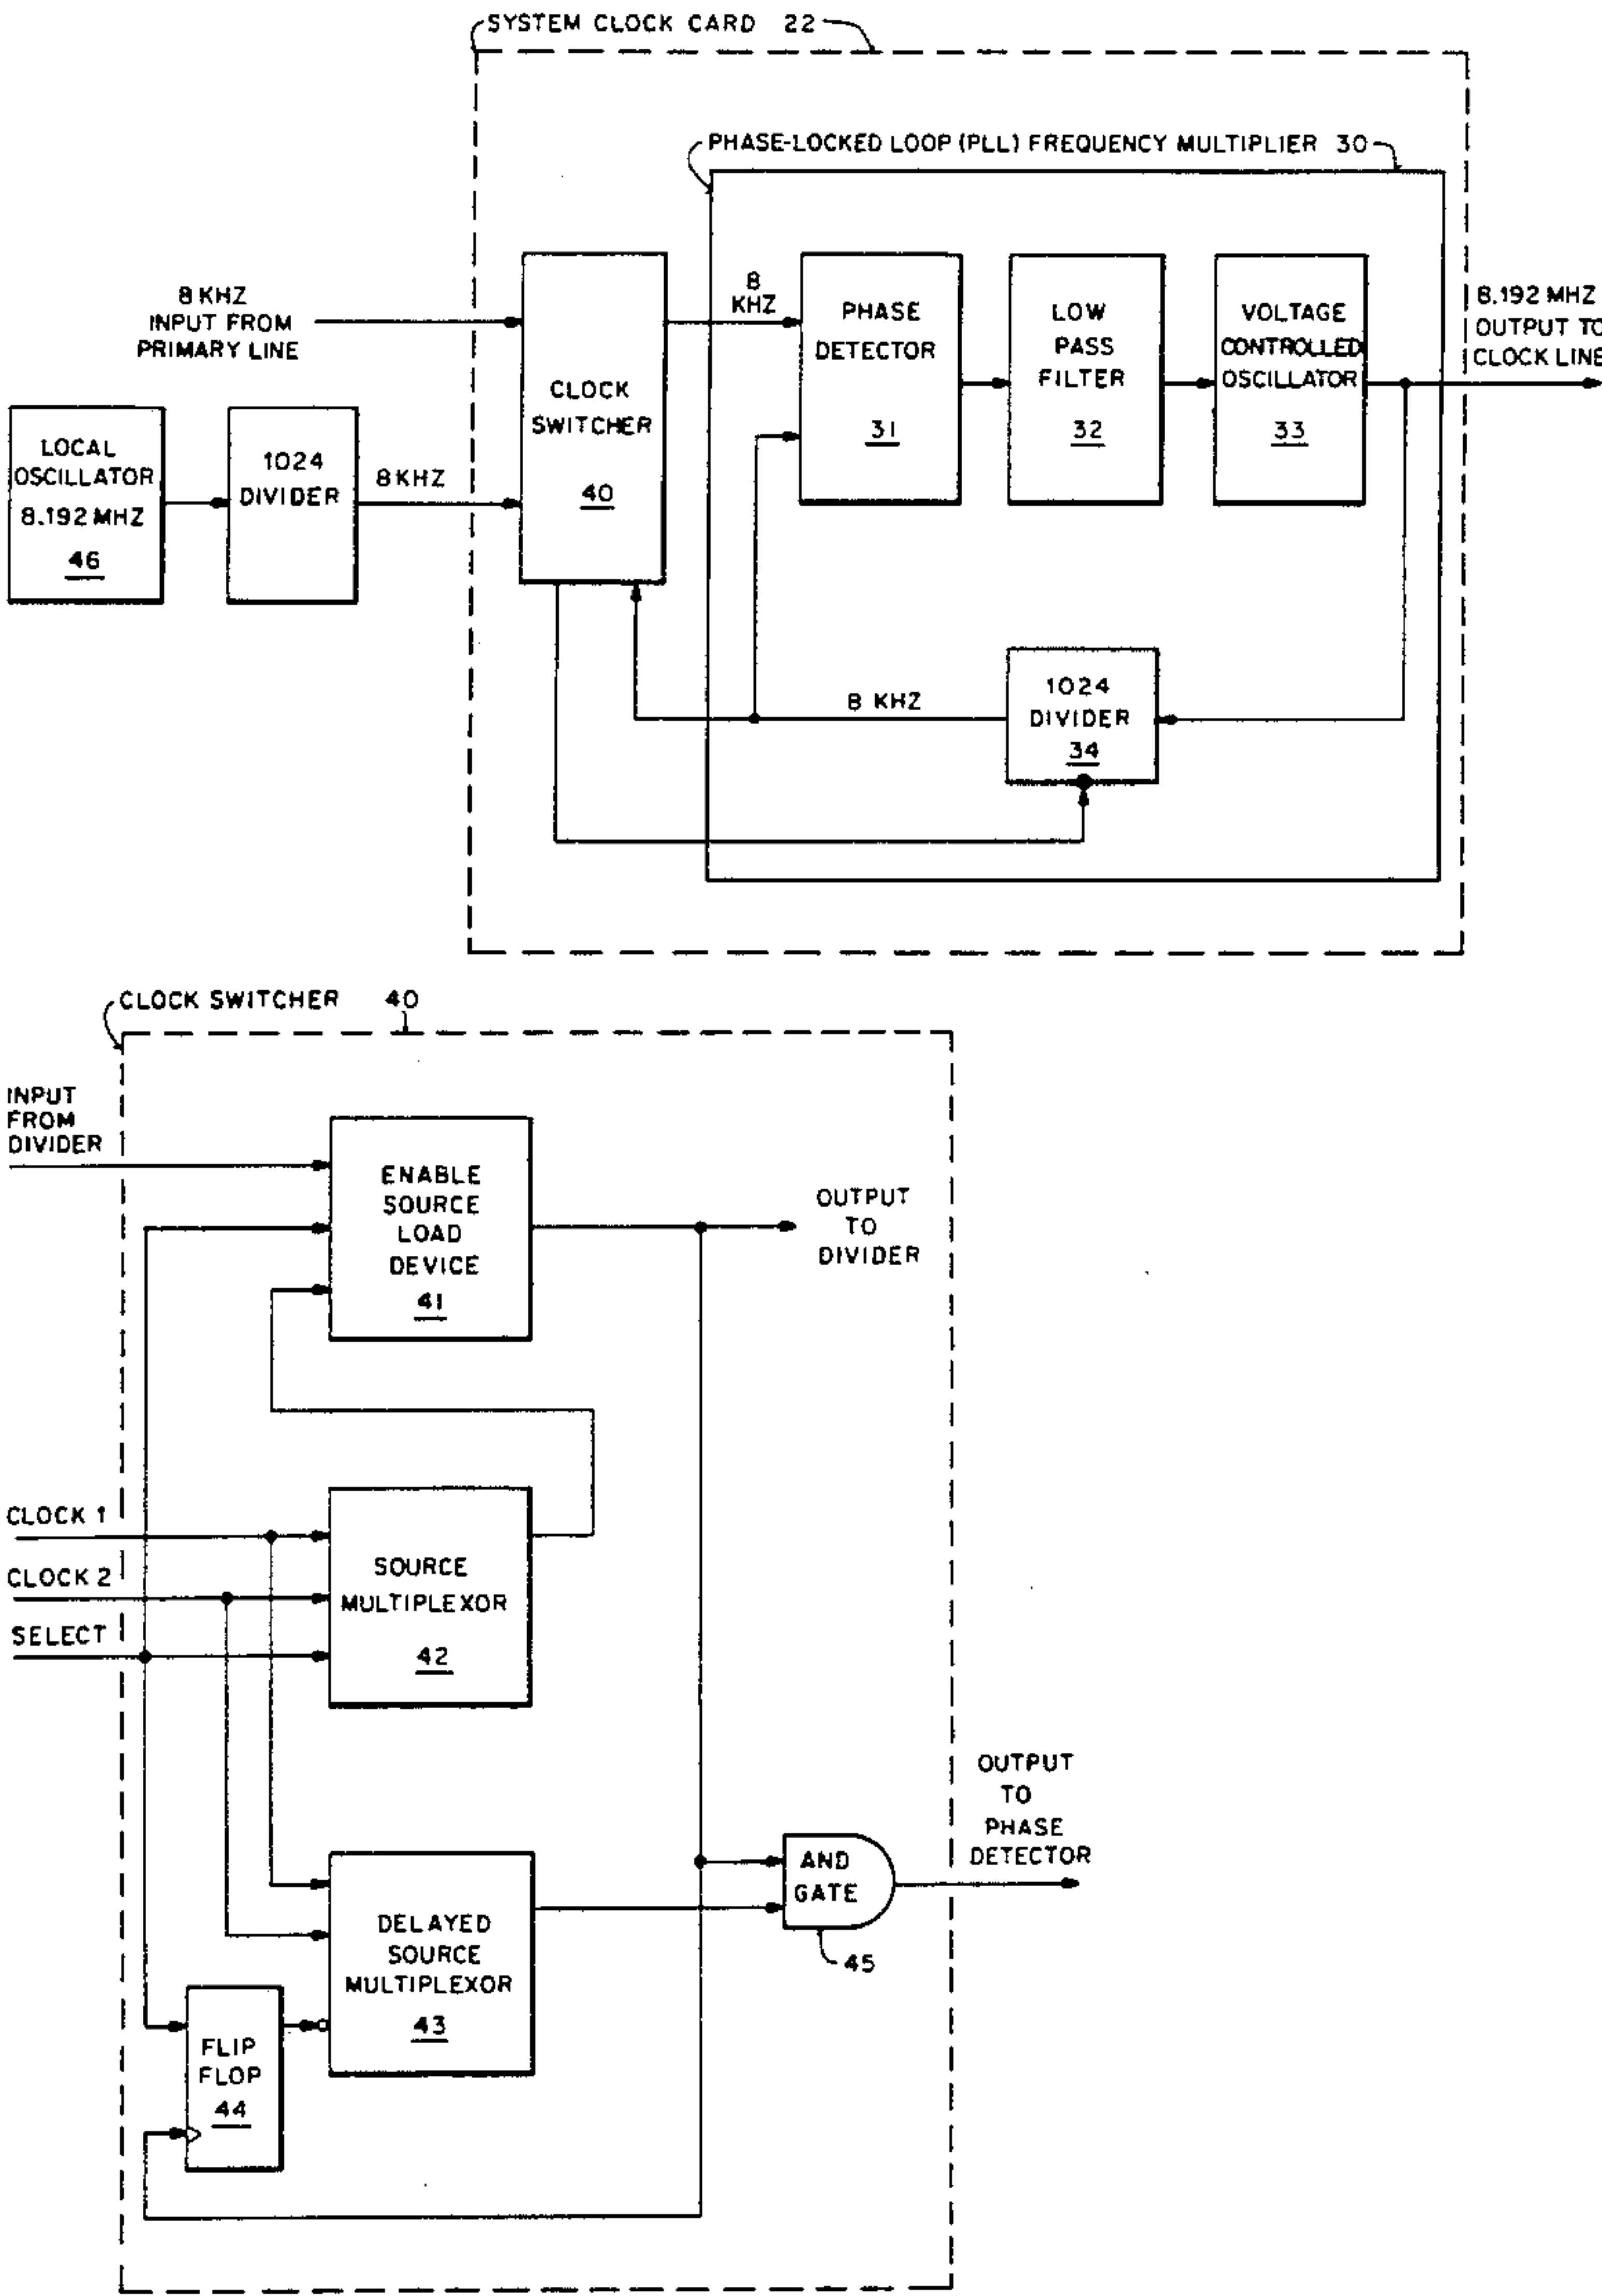 SYSTEM CLOCK CARD 22
PHASE-LOCKED LOOP (PLL) FREQUENCY MULTIPLIER 30
8 KHZ
INPUT FROM
PRIMARY LINE
LOCAL
OSCILLATOR
8.192 MHZ
46
1024
DIVIDER
8 KHZ
CLOCK
SWITCHER
40
8
KHZ
PHASE
DETECTOR
31
LOW
PASS
FILTER
32
VOLTAGE
CONTROLLED
OSCILLATOR
33
8.192 MHZ
OUTPUT TO
CLOCK LINE
8 KHZ
1024
DIVIDER
34
CLOCK SWITCHER 40
INPUT
FROM
DIVIDER
ENABLE
SOURCE
LOAD
DEVICE
41
OUTPUT
TO
DIVIDER
CLOCK 1
CLOCK 2
SELECT
SOURCE
MULTIPLEXOR
42
DELAYED
SOURCE
MULTIPLEXOR
43
FLIP
FLOP
44
AND
GATE
45
OUTPUT
TO
PHASE
DETECTOR